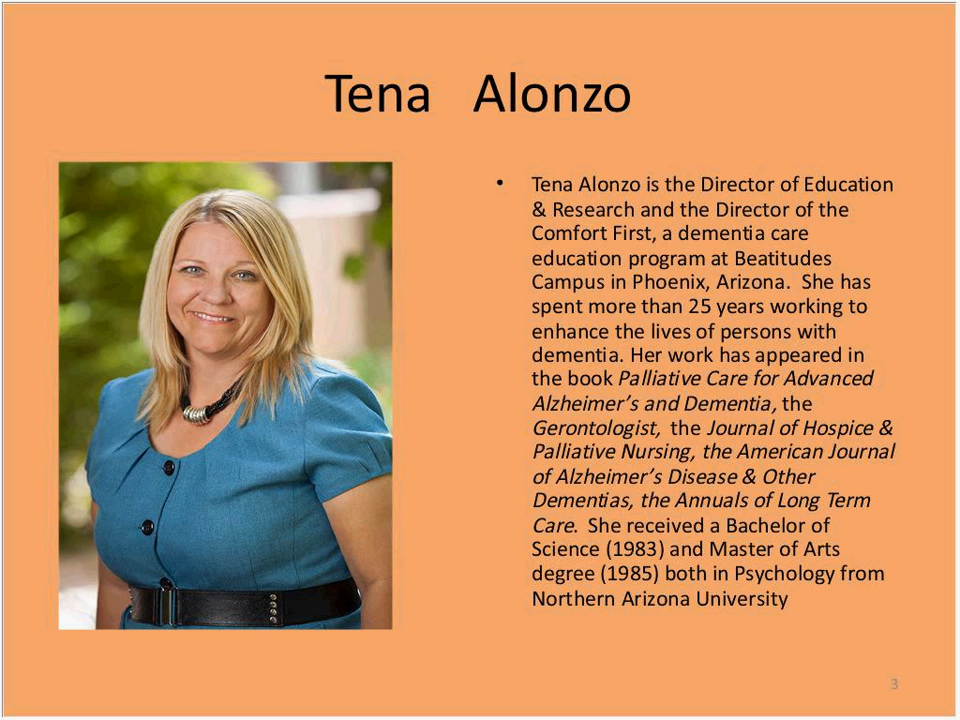 Tena Alonzo
• Tena Alonzo is the Director of Education
& Research and the Director of the
Comfort First, a dementia care
education program at Beatitudes
Campus in Phoenix, Arizona. She has
spent more than 25 years working to
enhance the lives of persons with
dementia. Her work has appeared in
the book Palliative Care for Advanced
Alzheimer’s and Dementia, the
Gerontologist, the Journal of Hospice &
Palliative Nursing, the American Journal
of Alzheimer’s Disease & Other
Dementias, the Annuals of Long Term
Care. She received a Bachelor of
Science (1983) and Master of Arts
degree (1985) both in Psychology from
Northern Arizona University
3